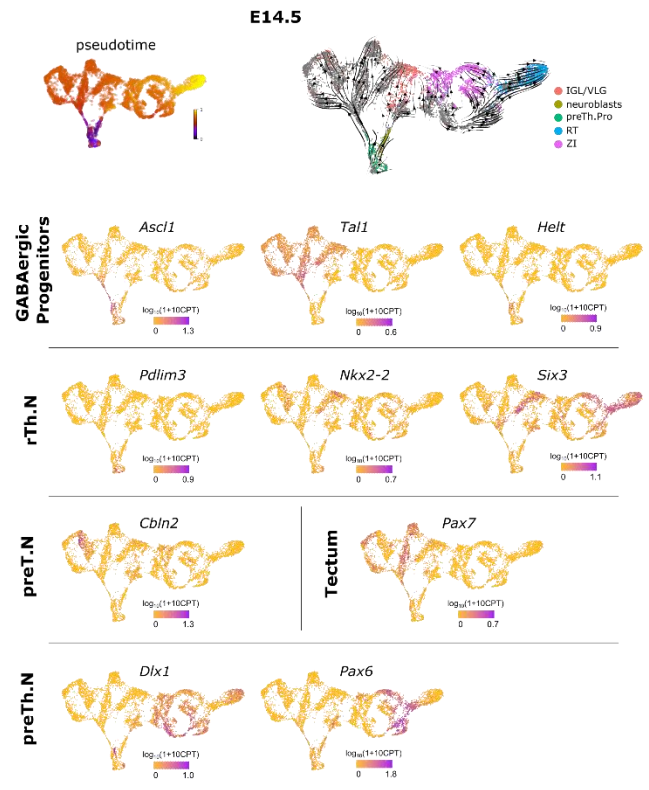 E14.5
pseudotime
IGL/VLG
neuroblasts
preTh.Pro
RT
ZI
GABAergic
Progenitors
Ascl1
Tal1
Helt
log₁₀(1+10CPT)
0 1.3
log₁₀(1+10CPT)
0 0.6
log₁₀(1+10CPT)
0 0.9
rTh.N
Pdlim3
Nkx2-2
Six3
log₁₀(1+10CPT)
0 0.9
log₁₀(1+10CPT)
0 0.7
log₁₀(1+10CPT)
0 1.1
preT.N
Cbln2
log₁₀(1+10CPT)
0 1.3
Tectum
Pax7
log₁₀(1+10CPT)
0 0.7
preTh.N
Dlx1
Pax6
log₁₀(1+10CPT)
0 1.0
log₁₀(1+10CPT)
0 1.8